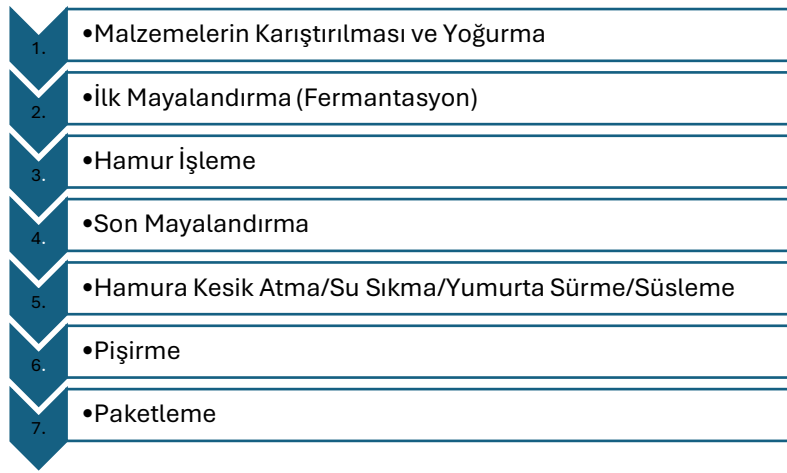 1. •Malzemelerin Karıştırılması ve Yoğurma
2. •İlk Mayalandırma (Fermantasyon)
3. •Hamur İşleme
4. •Son Mayalandırma
5. •Hamura Kesik Atma/Su Sıkma/Yumurta Sürme/Süsleme
6. •Pişirme
7. •Paketleme